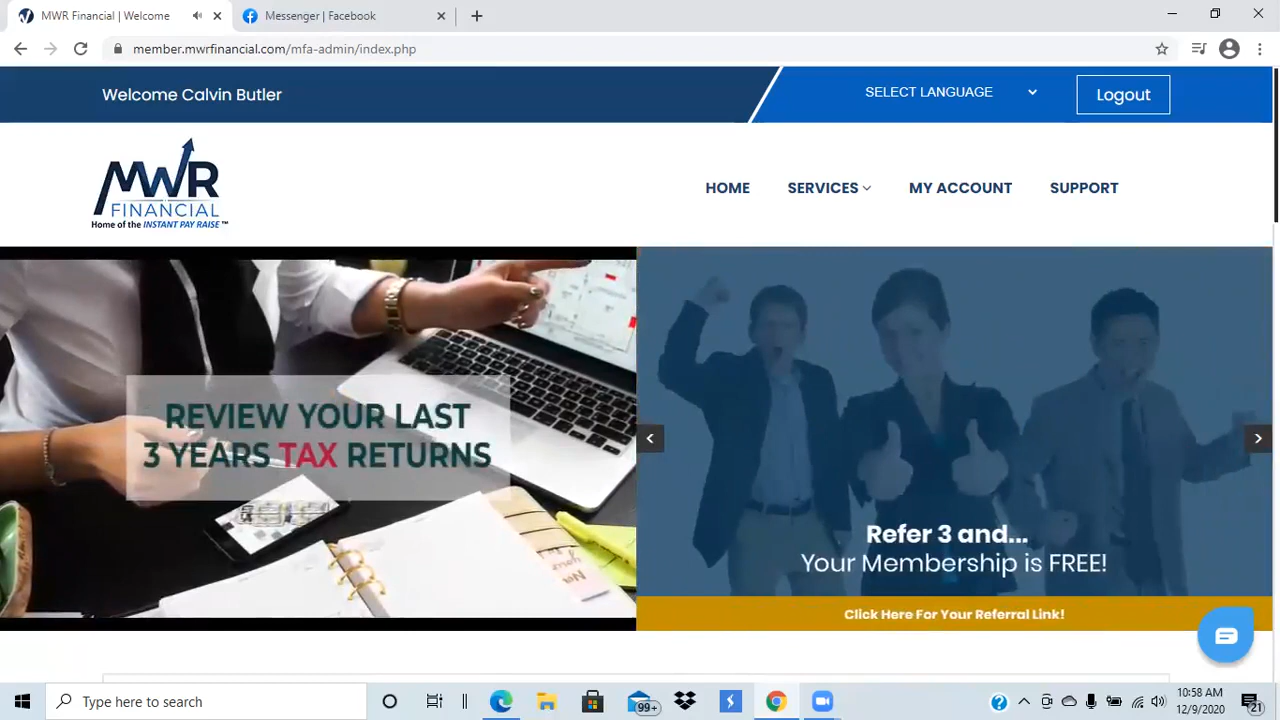 MWR Financial | Welcome
Messenger | Facebook
member.mwrfinancial.com/mfa-admin/index.php
Welcome Calvin Butler
SELECT LANGUAGE
Logout
MWR
FINANCIAL
Home of the INSTANT PAY RAISE™
HOME
SERVICES
MY ACCOUNT
SUPPORT
REVIEW YOUR LAST
3 YEARS TAX RETURNS
Refer 3 and...
Your Membership is FREE!
Click Here For Your Referral Link!
Type here to search
99+
10:58 AM
12/9/2020
21